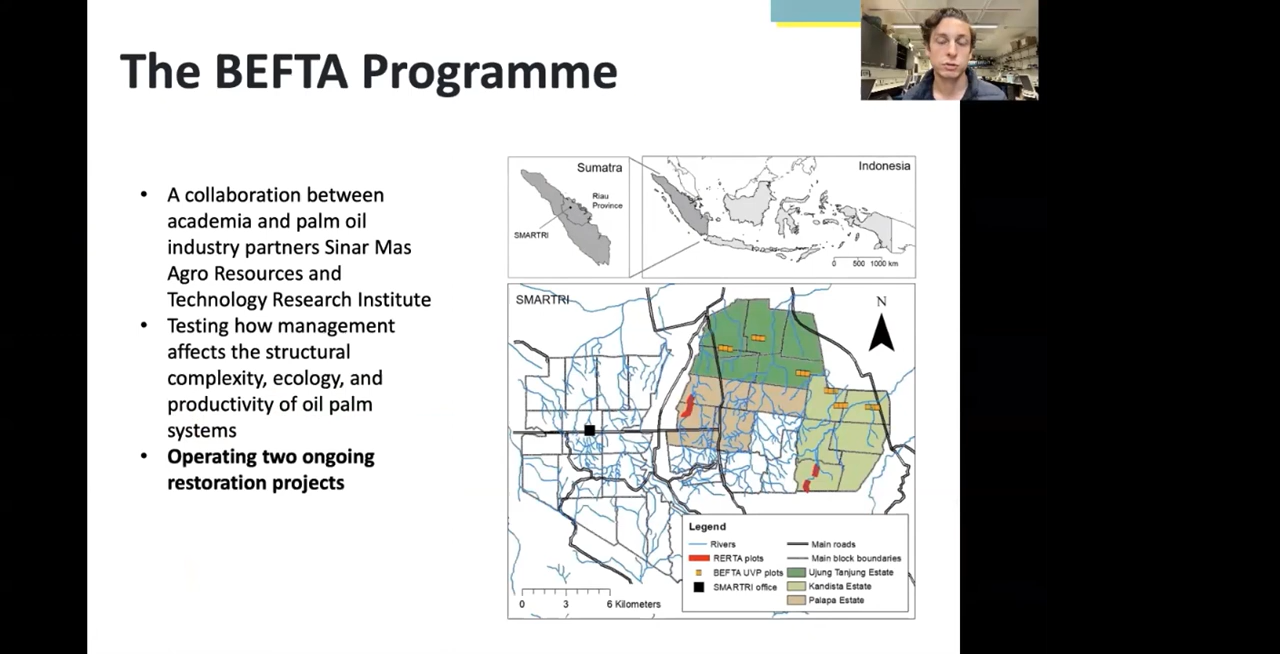 The BEFTA Programme
• A collaboration between
academia and palm oil
industry partners Sinar Mas
Agro Resources and
Technology Research Institute
• Testing how management
affects the structural
complexity, ecology, and
productivity of oil palm
systems
• Operating two ongoing
restoration projects
Sumatra
Riau
Province
SMARTRI
Indonesia
0 500 1000 km
SMARTRI
N
Legend
Rivers
RERTA plots
BEFTA UVP plots
SMARTRI office
Main roads
Main block boundaries
Ujung Tanjung Estate
Kandista Estate
Palapa Estate
0 3 6 Kilometers